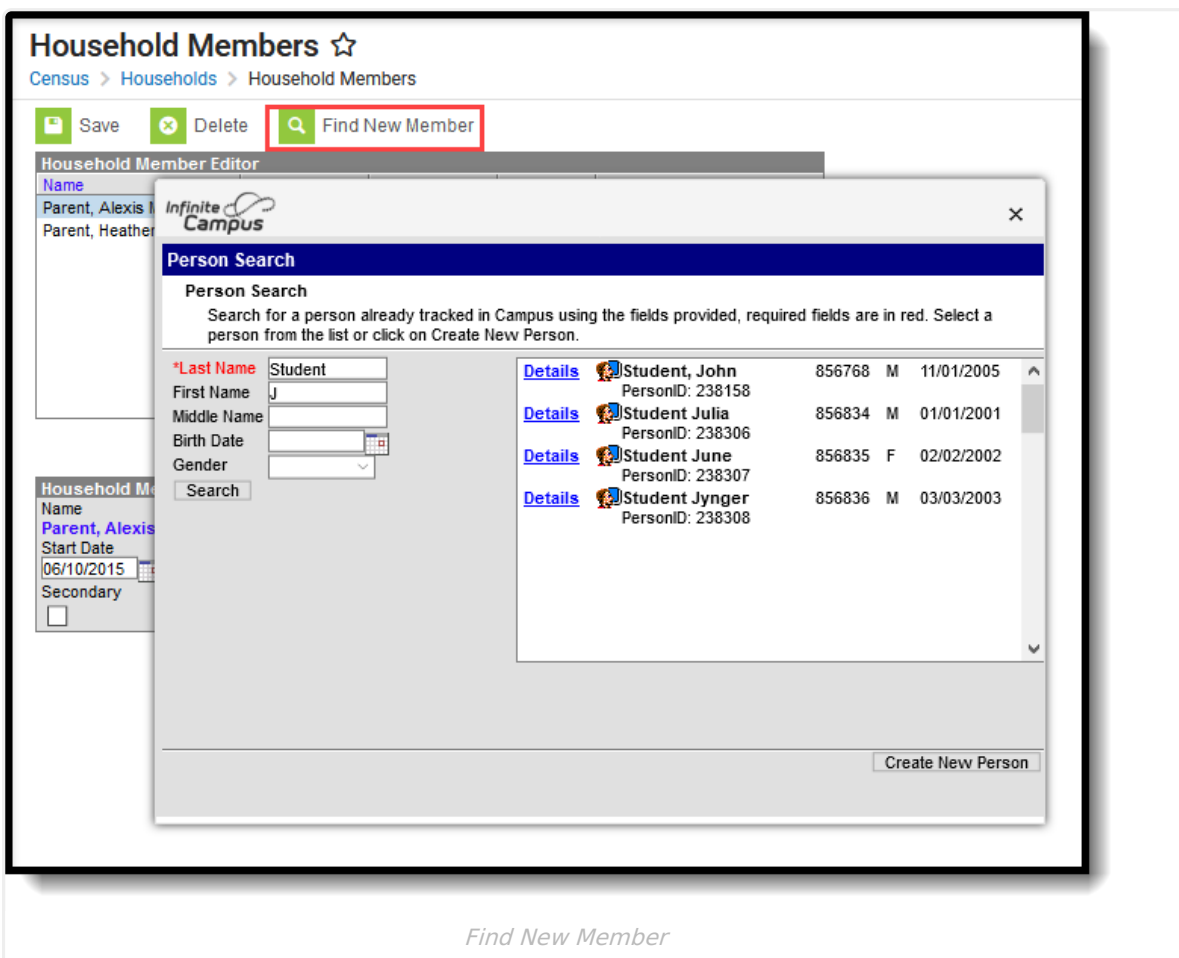 Household Members
Census > Households > Household Members
Save Delete Find New Member
Household Member Editor
Name
Parent, Alexis
Parent, Heather
Infinite
Campus
×
Person Search
Person Search
Search for a person already tracked in Campus using the fields provided, required fields are in red. Select a
person from the list or click on Create New Person.
*Last Name Student
First Name J
Middle Name
Birth Date
Gender
Search
Details Student, John 856768 M 11/01/2005
PersonID: 238158
Details Student Julia 856834 M 01/01/2001
PersonID: 238306
Details Student June 856835 F 02/02/2002
PersonID: 238307
Details Student Jynger 856836 M 03/03/2003
PersonID: 238308
Household Me
Name
Parent, Alexis
Start Date
06/10/2015
Secondary
Create New Person
Find New Member